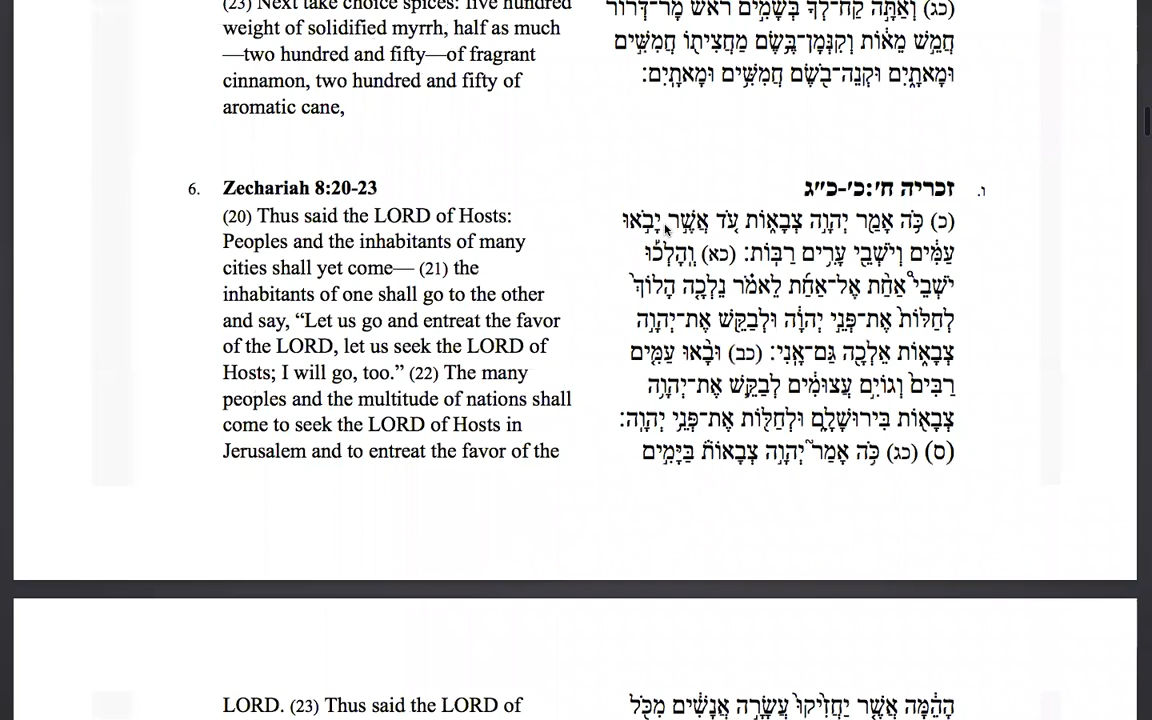 (23) Next take choice spices: five hundred
weight of solidified myrrh, half as much
—two hundred and fifty—of fragrant
cinnamon, two hundred and fifty of
aromatic cane,
(כג) וְאַתָּ֣ה קַח־לְךָ֮ בְּשָׂמִ֣ים רֹאשׁ֒ מָר־דְּרוֹר֙
חֲמֵ֣שׁ מֵא֔וֹת וְקִנְּמָן־בֶּ֥שֶׂם מַחֲצִית֖וֹ חֲמִשִּׁ֣ים
וּמָאתָ֑יִם וּקְנֵה־בֹ֖שֶׂם חֲמִשִּׁ֥ים וּמָאתָֽיִם׃
6. Zechariah 8:20-23
(20) Thus said the LORD of Hosts:
Peoples and the inhabitants of many
cities shall yet come— (21) the
inhabitants of one shall go to the other
and say, “Let us go and entreat the favor
of the LORD, let us seek the LORD of
Hosts; I will go, too.” (22) The many
peoples and the multitude of nations shall
come to seek the LORD of Hosts in
Jerusalem and to entreat the favor of the
ו. זכריה ח׳:כ׳-כ״ג
(כ) כֹּ֥ה אָמַ֖ר יְהוָ֣ה צְבָא֑וֹת עֹ֚ד אֲשֶׁ֣ר יָבֹ֣אוּ
עַמִּ֔ים וְיֹשְׁבֵ֖י עָרִ֥ים רַבּֽוֹת׃ (כא) וְֽהָלְכ֡וּ
יֹשְׁבֵי֩ אַחַ֨ת אֶל־אַחַ֜ת לֵאמֹ֗ר נֵלְכָ֤ה הָלוֹךְ֙
לְחַלּוֹת֙ אֶת־פְּנֵ֣י יְהוָ֔ה וּלְבַקֵּ֖שׁ אֶת־יְהוָ֣ה
צְבָא֑וֹת אֵלְכָ֖ה גַּם־אָֽנִי׃ (כב) וּבָ֨אוּ עַמִּ֤ים
רַבִּים֙ וְגוֹיִ֣ם עֲצוּמִ֔ים לְבַקֵּ֛שׁ אֶת־יְהוָ֥ה
צְבָא֖וֹת בִּירוּשָׁלִָ֑ם וּלְחַלּ֖וֹת אֶת־פְּנֵ֥י יְהוָֽה׃
(ס) (כג) כֹּ֥ה אָמַר֮ יְהוָ֣ה צְבָאוֹת֒ בַּיָּמִ֣ים
LORD. (23) Thus said the LORD of
הָהֵ֔מָּה אֲשֶׁ֤ר יַחֲזִ֙יקוּ֙ עֲשָׂרָ֣ה אֲנָשִׁ֔ים מִכֹּ֖ל